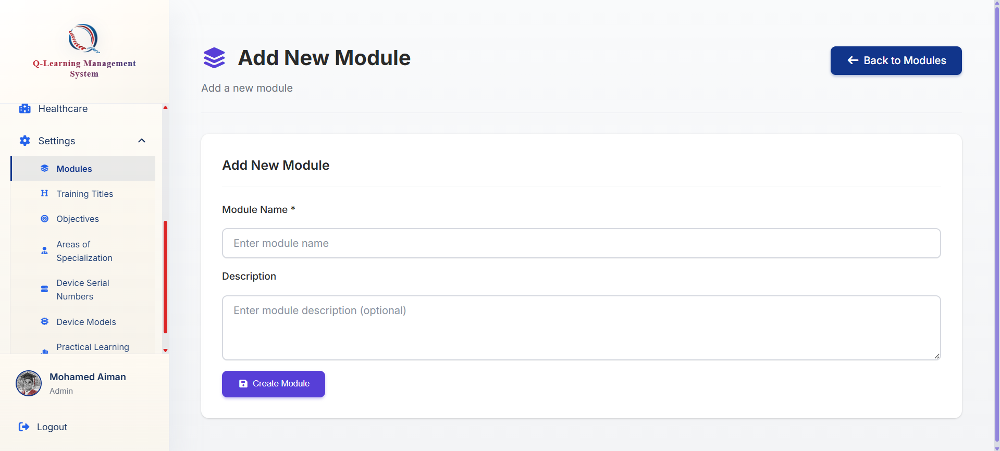 Q-Learning Management
System
Healthcare
Settings
Modules
Training Titles
Objectives
Areas of
Specialization
Device Serial
Numbers
Device Models
Practical Learning
Mohamed Aiman
Admin
Logout
Add New Module
Add a new module
Back to Modules
Add New Module
Module Name *
Enter module name
Description
Enter module description (optional)
Create Module